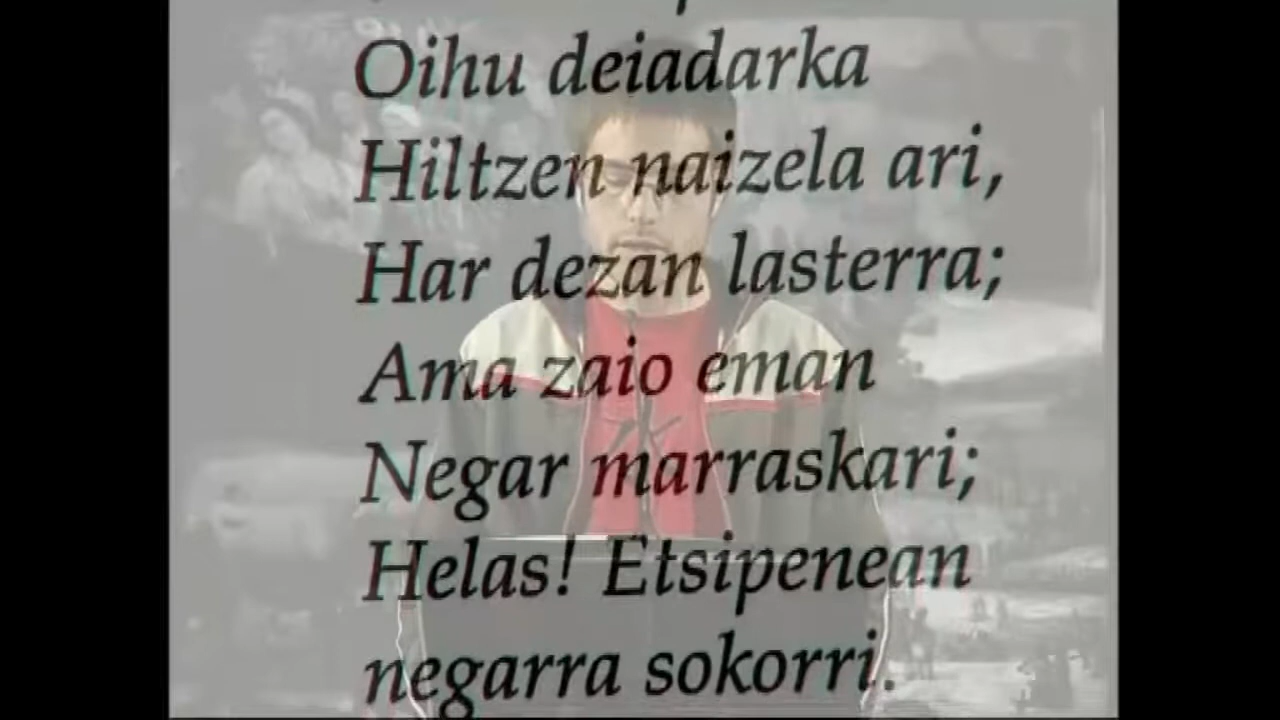 Oihu deiadarka
Hiltzen naizela ari,
Har dezan lasterra;
Ama zaio eman
Negar marraskari;
Helas! Etsipenean
negarra sokorri.